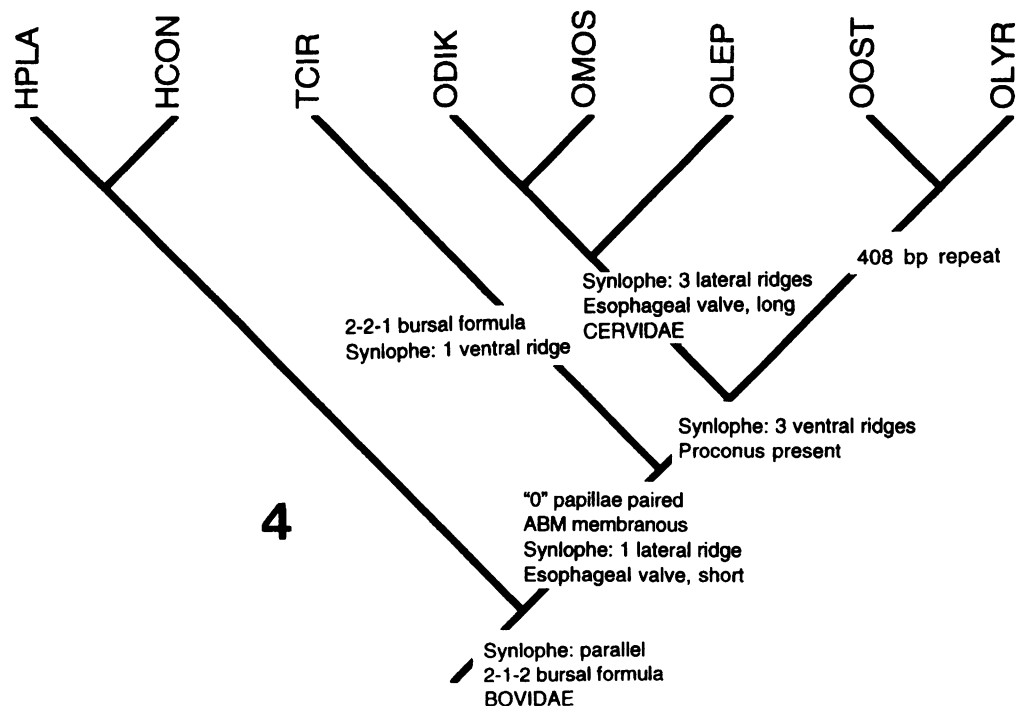 HPLA
HCON
TCIR
ODIK
OMOS
OLEP
OOST
OLYR
408 bp repeat
Synlophe: 3 lateral ridges
Esophageal valve, long
CERVIDAE
2-2-1 bursal formula
Synlophe: 1 ventral ridge
Synlophe: 3 ventral ridges
Proconus present
"0" papillae paired
ABM membranous
Synlophe: 1 lateral ridge
Esophageal valve, short
4
Synlophe: parallel
2-1-2 bursal formula
BOVIDAE